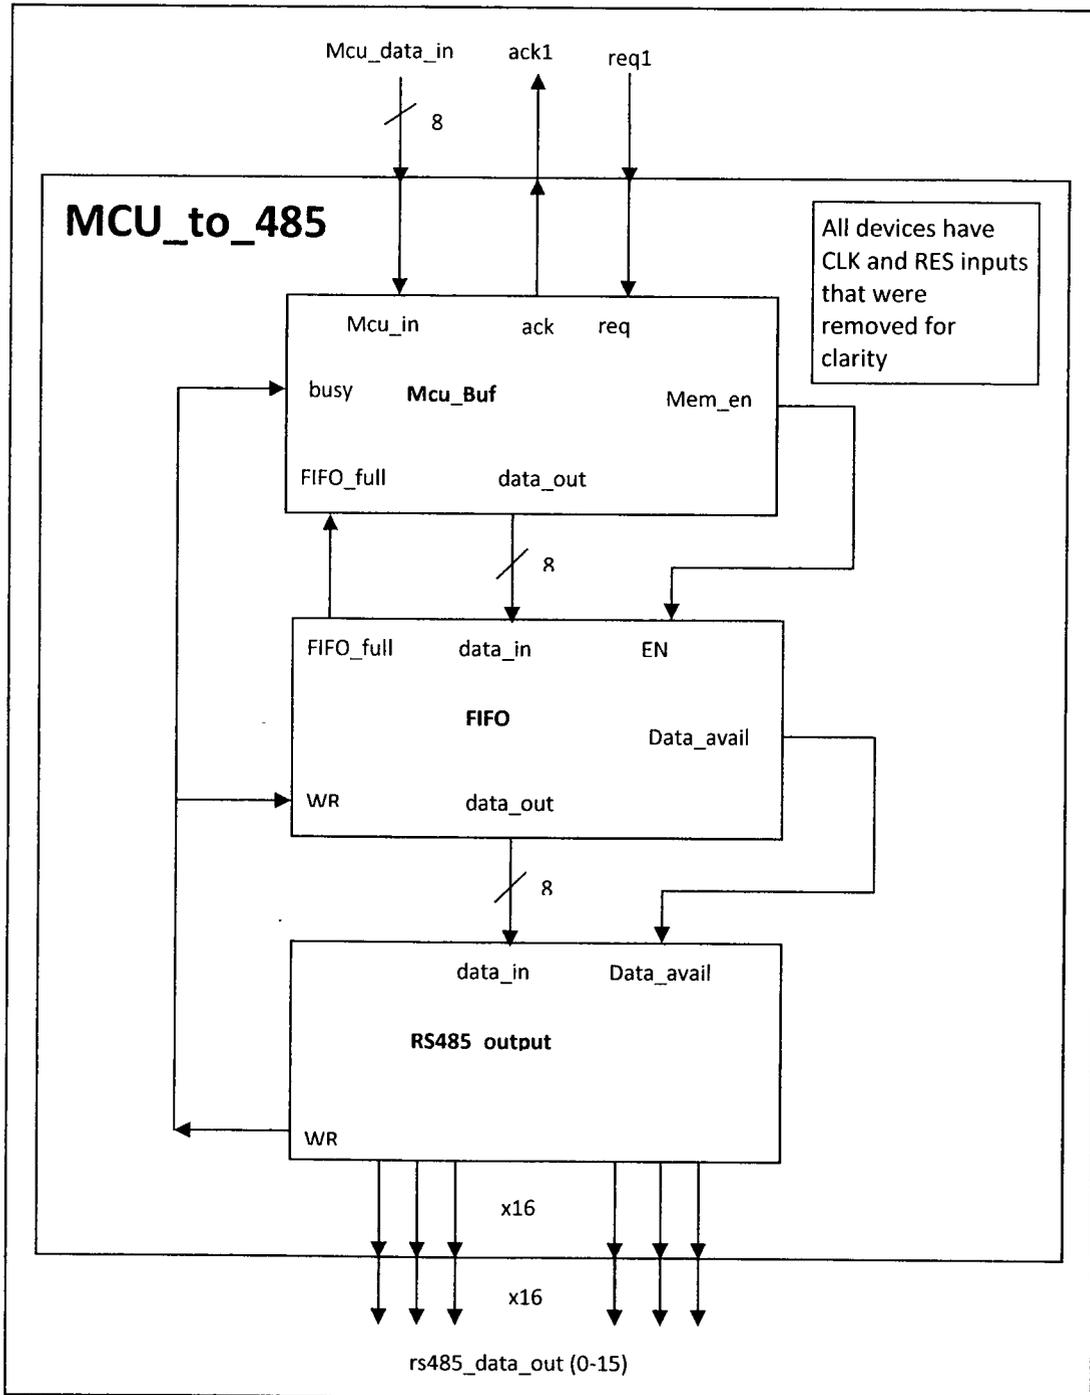 Mcu_data_in
ack1
req1
8
MCU_to_485
All devices have
CLK and RES inputs
that were
removed for
clarity
Mcu_in
ack
req
busy
Mcu_Buf
Mem_en
FIFO_full
data_out
8
FIFO_full
data_in
EN
FIFO
Data_avail
WR
data_out
8
data_in
Data_avail
RS485 output
WR
x16
x16
rs485_data_out (0-15)